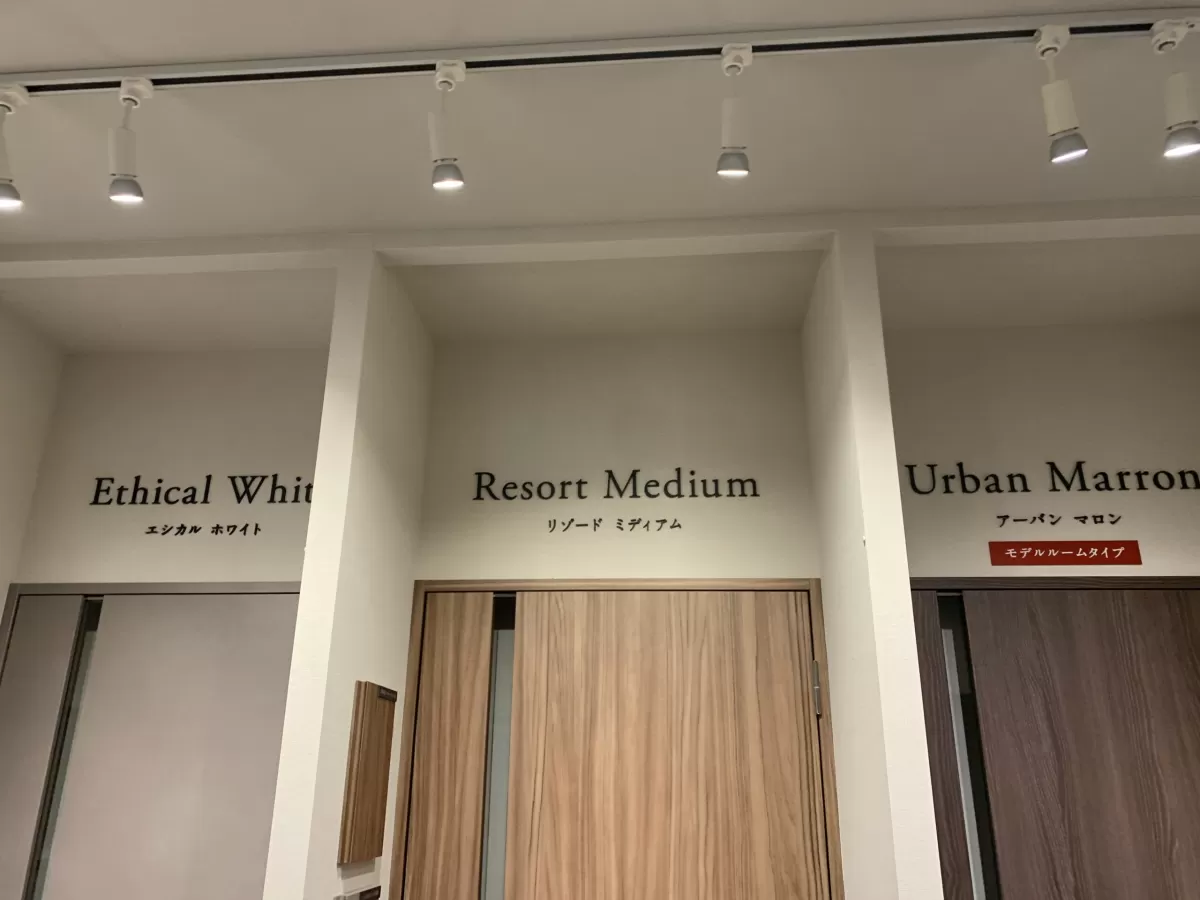 Ethical Whit
エシカル ホワイト
Resort Medium
リゾード ミディアム
Urban Marron
アーバン マロン
モデルルームタイプ